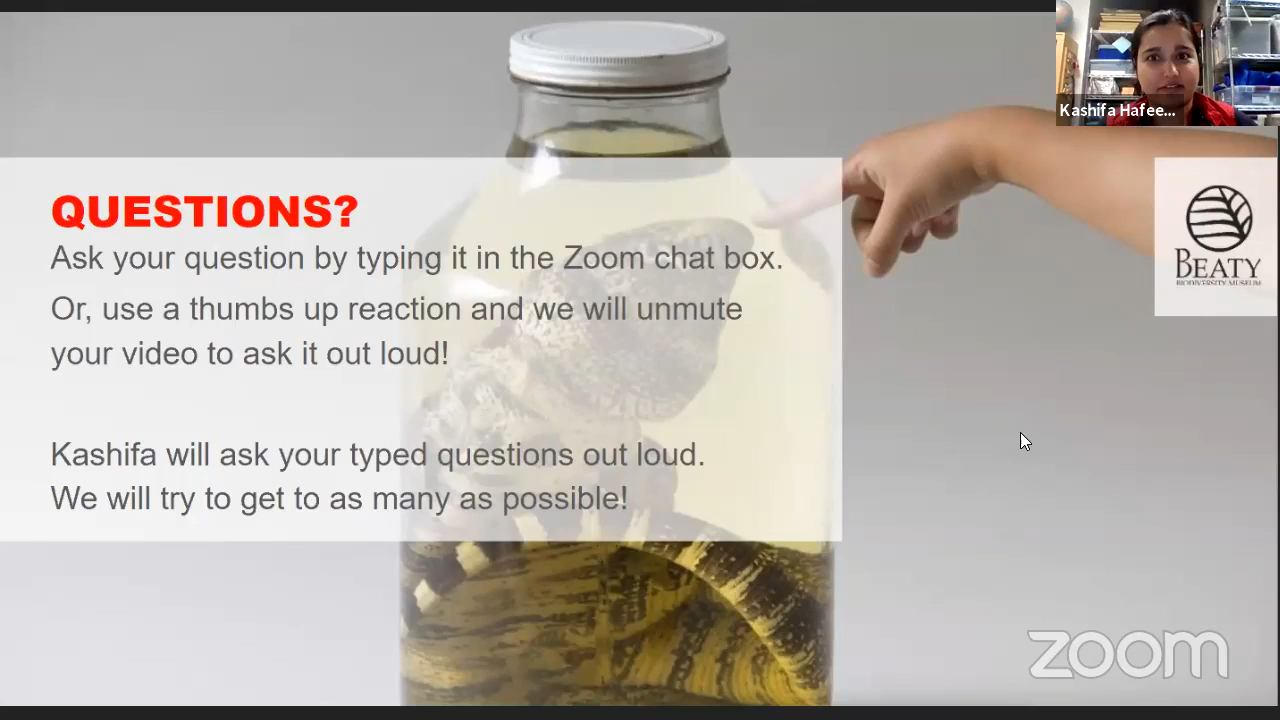 Kashifa Hafee...
QUESTIONS?
Ask your question by typing it in the Zoom chat box.
Or, use a thumbs up reaction and we will unmute
your video to ask it out loud!
Kashifa will ask your typed questions out loud.
We will try to get to as many as possible!
BEATY
BIODIVERSITY MUSEUM
zoom